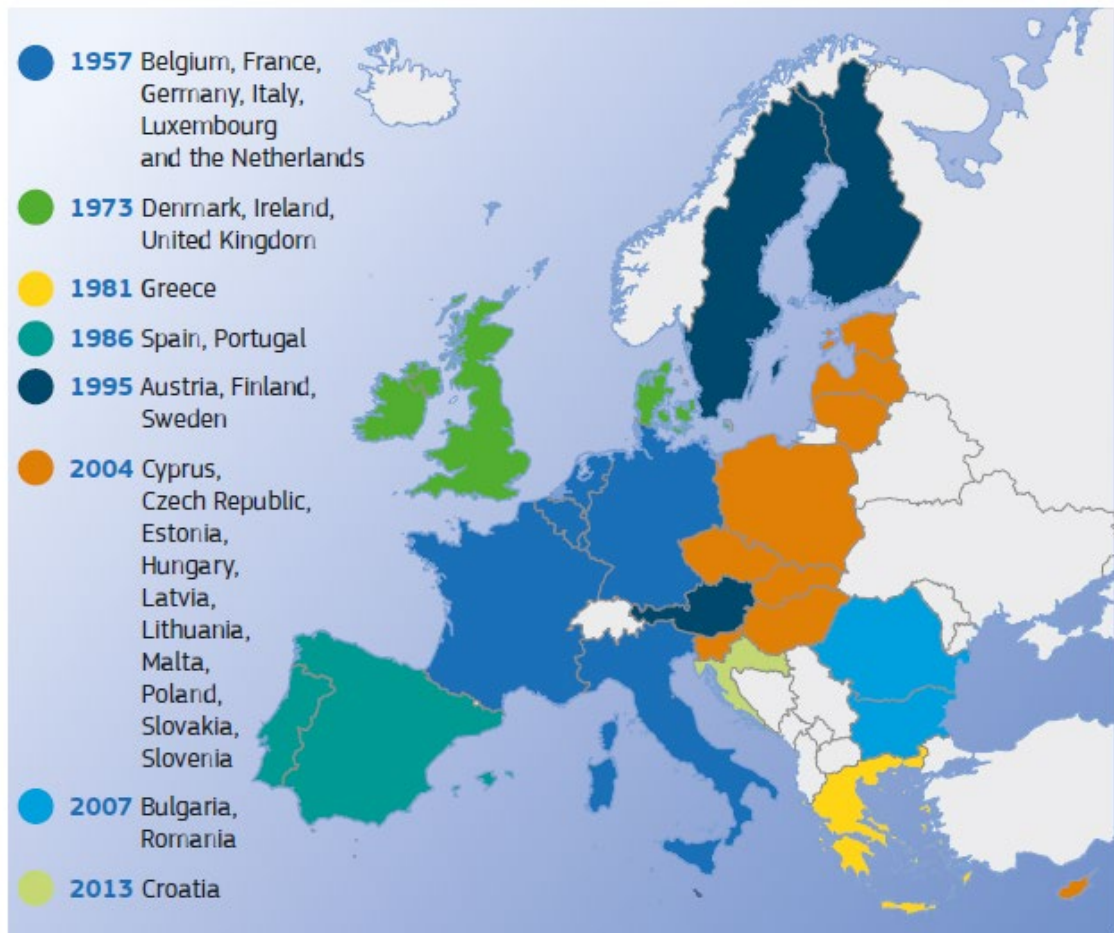 1957 Belgium, France,
Germany, Italy,
Luxembourg
and the Netherlands
1973 Denmark, Ireland,
United Kingdom
1981 Greece
1986 Spain, Portugal
1995 Austria, Finland,
Sweden
2004 Cyprus,
Czech Republic,
Estonia,
Hungary,
Latvia,
Lithuania,
Malta,
Poland,
Slovakia,
Slovenia
2007 Bulgaria,
Romania
2013 Croatia